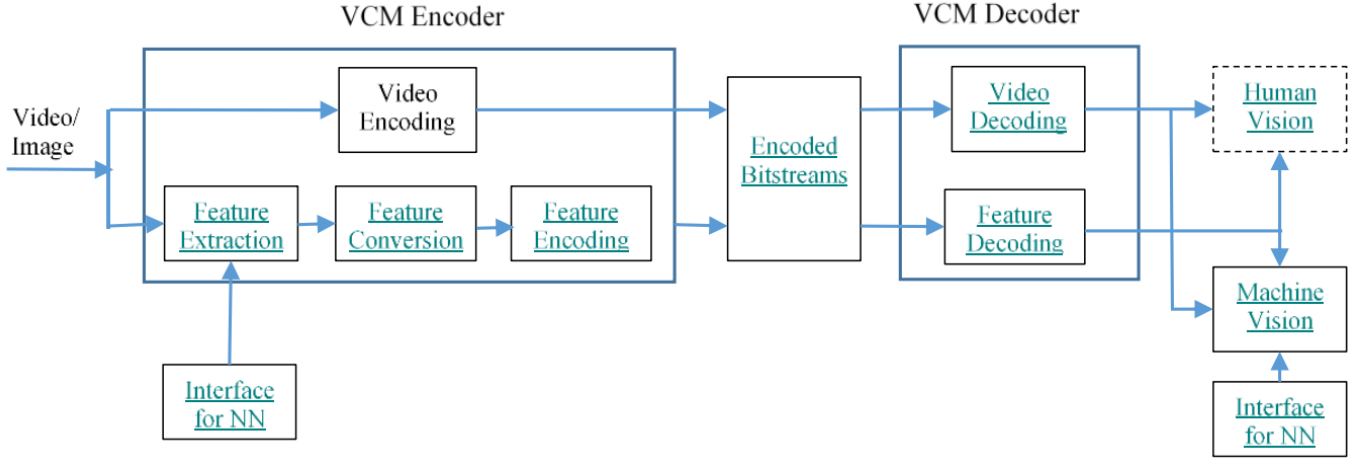 VCM Encoder
VCM Decoder
Video/
Image
Video
Encoding
Feature
Extraction
Feature
Conversion
Feature
Encoding
Interface
for NN
Encoded
Bitstreams
Video
Decoding
Feature
Decoding
Human
Vision
Machine
Vision
Interface
for NN